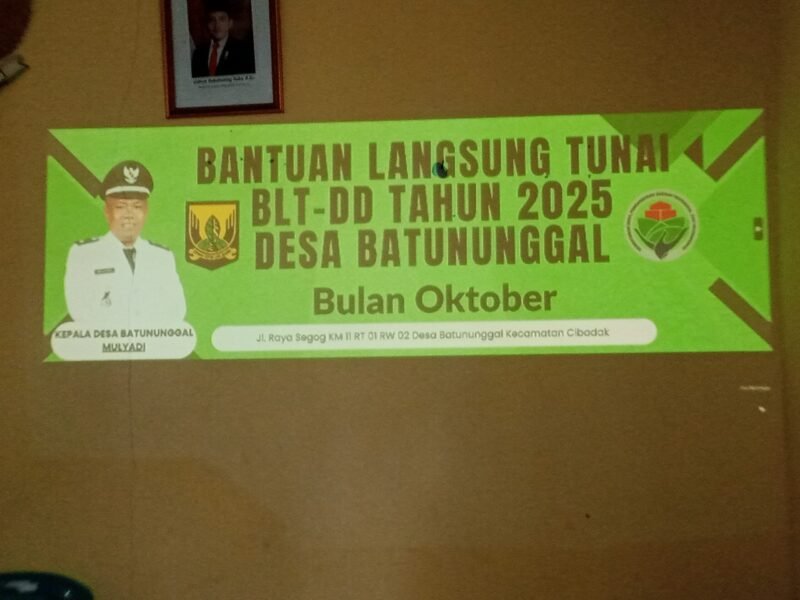 BANTUAN LANGSUNG TUNAI
BLT-DD TAHUN 2025
DESA BATUNUNGGAL
Bulan Oktober
KEPALA DESA BATUNUNGGAL
MULYADI
Jl. Raya Segog KM 11 RT 01 RW 02 Desa Batununggal Kecamatan Cibadak